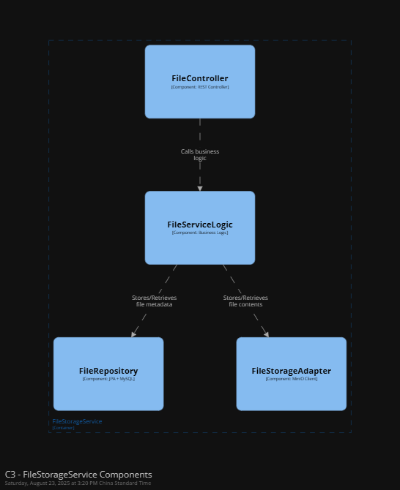 FileController
[Component: REST Controller]
Calls business
logic
FileServiceLogic
[Component: Business Logic]
Stores/Retrieves
file metadata
Stores/Retrieves
file contents
FileRepository
[Component: JPA + MySQL]
FileStorageAdapter
[Component: MinIO Client]
FileStorageService
[Container]
C3 - FileStorageService Components
Saturday, August 23, 2025 at 3:28 PM China Standard Time